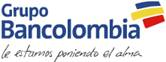 Grupo
Bancolombia
le estamos poniendo el alma